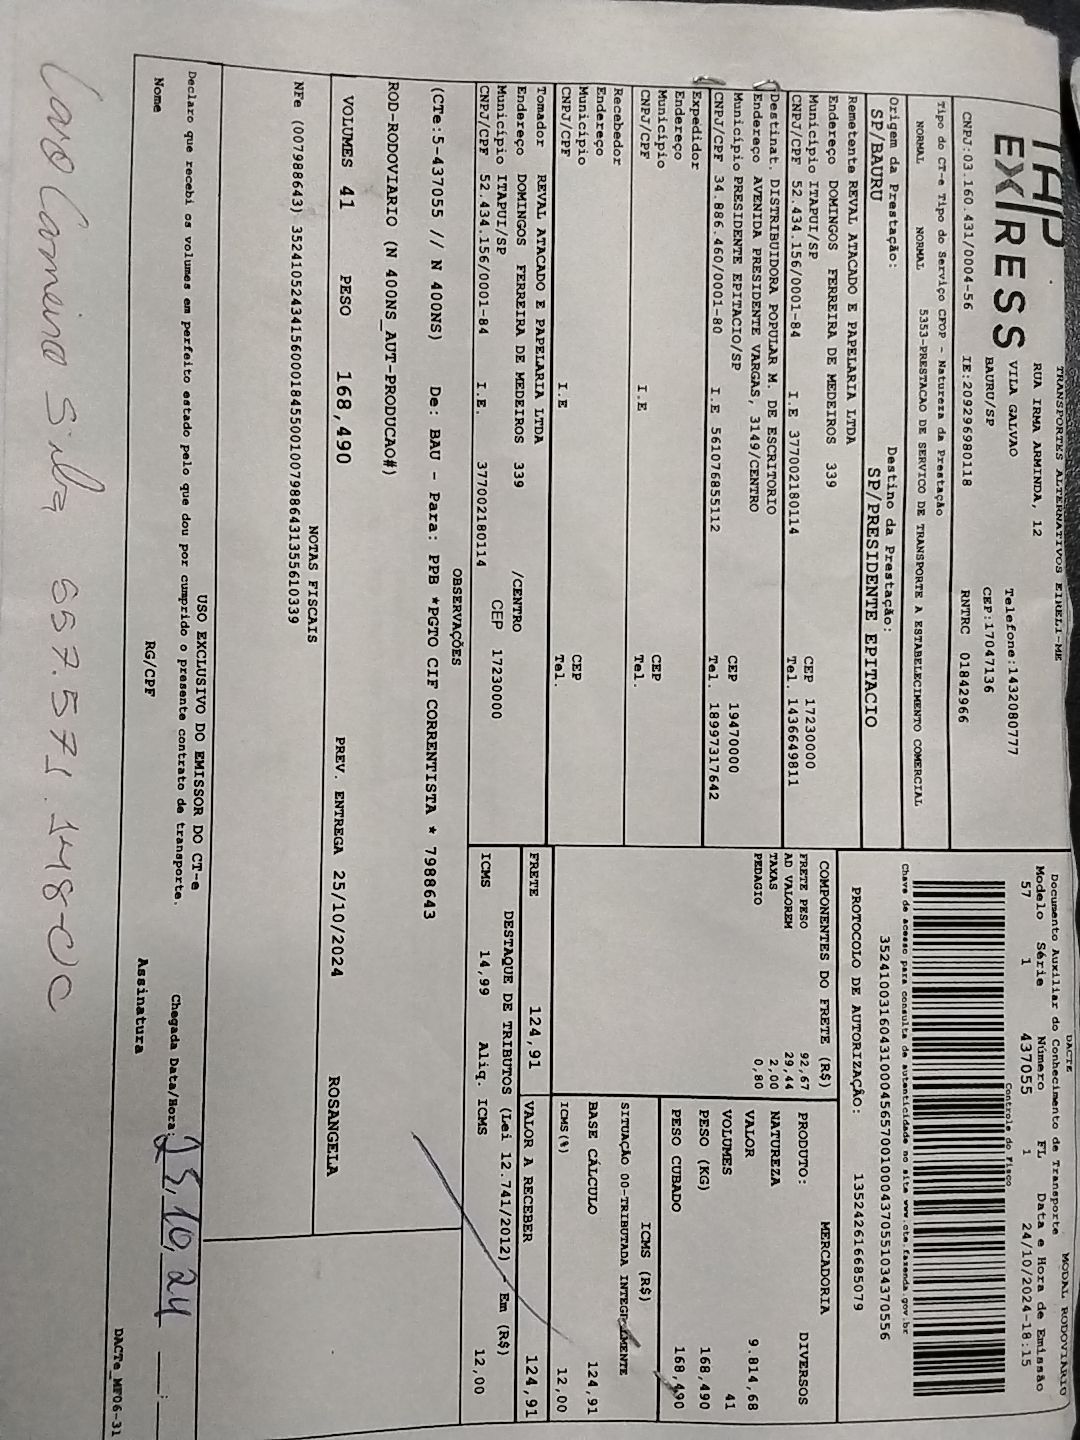 TAP
EXPRESS
TRANSPORTES ALTERNATIVOS EIRELI-ME
RUA IRMA ARMINDA, 12
VILA GALVAO
BAURU/SP
Telefone:1432080777
CEP:17047136
CNPJ:03.160.431/0004-56 IE:209296980118 RNTRC 01842966
Tipo do CT-e Tipo do Serviço CFOP - Natureza da Prestação
NORMAL NORMAL 5353-PRESTACAO DE SERVICO DE TRANSPORTE A ESTABELECIMENTO COMERCIAL
Origem da Prestação: Destino da Prestação:
SP/BAURU SP/PRESIDENTE EPITACIO
Remetente REVAL ATACADO E PAPELARIA LTDA
Endereço DOMINGOS FERREIRA DE MEDEIROS 339
Município ITAPUI/SP CEP 17230000
CNPJ/CPF 52.434.156/0001-84 I.E 377002180114 Tel. 1436649811
Destinat. DISTRIBUIDORA POPULAR M. DE ESCRITORIO
Endereço AVENIDA PRESIDENTE VARGAS, 3149/CENTRO
Município PRESIDENTE EPITACIO/SP CEP 19470000
CNPJ/CPF 34.886.460/0001-80 I.E 561076855112 Tel. 18997317642
Expedidor
Endereço
Município CEP
CNPJ/CPF I.E Tel.
Recebedor
Endereço
Município CEP
CNPJ/CPF I.E Tel.
Tomador REVAL ATACADO E PAPELARIA LTDA
Endereço DOMINGOS FERREIRA DE MEDEIROS 339 /CENTRO
Município ITAPUI/SP CEP 17230000
CNPJ/CPF 52.434.156/0001-84 I.E. 377002180114
DACTE MODAL RODOVIARIO
Documento Auxiliar do Conhecimento de Transporte
Modelo Série Número FL Data e Hora de Emissão
57 1 437055 1 24/10/2024-18:15
Controle do Fisco
Chave de acesso para consulta de autenticidade no site www.cte.fazenda.gov.br
35241003160431000456570010004370551034370556
PROTOCOLO DE AUTORIZAÇÃO: 135242616685079
COMPONENTES DO FRETE (R$)
FRETE PESO 92,67
AD VALOREM 29,44
TAXAS 2,00
PEDAGIO 0,80
MERCADORIA
PRODUTO: DIVERSOS
NATUREZA
VALOR 9.814,68
VOLUMES 41
PESO (KG) 168,490
PESO CUBADO 168,490
ICMS (R$)
SITUAÇÃO 00-TRIBUTADA INTEGRALMENTE
BASE CÁLCULO 124,91
ICMS(%) 12,00
FRETE 124,91 VALOR A RECEBER 124,91
DESTAQUE DE TRIBUTOS (Lei 12.741/2012) - Em (R$)
ICMS 14,99 Aliq. ICMS 12,00
OBSERVAÇÕES
(CTe:5-437055 // N 400NS) De: BAU - Para: PPB *PGTO CIF CORRENTISTA * 7988643
ROD-RODOVIARIO (N 400NS_AUT-PRODUCAO#)
VOLUMES 41 PESO 168,490 PREV. ENTREGA 25/10/2024 ROSANGELA
NOTAS FISCAIS
NFe (007988643) 35241052434156000184550010079886431355610339
USO EXCLUSIVO DO EMISSOR DO CT-e
Declaro que recebi os volumes em perfeito estado pelo que dou por cumprido o presente contrato de transporte.
Chegada Data/Hora: 25,10,24 __:__
Nome RG/CPF Assinatura
DACTe_MF06-31
Carneiro Silva 557.571.148-00